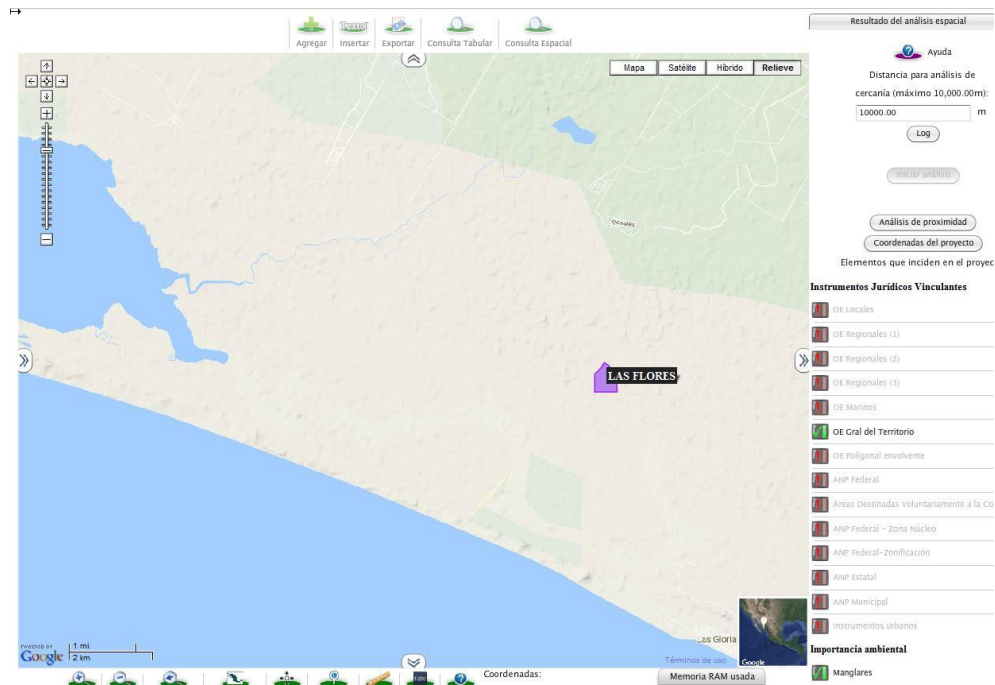 Agregar
Insertar
Exportar
Consulta Tabular
Consulta Espacial
Mapa
Satélite
Híbrido
Relieve
Ocoales
LAS FLORES
Las Gloria
Términos de uso
Google
POWERED BY
Google
1 mi
2 km
Coordenadas:
Memoria RAM usada
Resultado del análisis espacial
Ayuda
Distancia para análisis de
cercanía (máximo 10,000.00m):
10000.00 m
Log
Iniciar análisis
Análisis de proximidad
Coordenadas del proyecto
Elementos que inciden en el proyec
Instrumentos Jurídicos Vinculantes
OE Locales
OE Regionales (1)
OE Regionales (2)
OE Regionales (3)
OE Marinos
OE Gral del Territorio
OE Poligonal envolvente
ANP Federal
Áreas Destinadas Voluntariamente a la Co
ANP Federal - Zona Núcleo
ANP Federal-Zonificación
ANP Estatal
ANP Municipal
Instrumentos urbanos
Importancia ambiental
Manglares